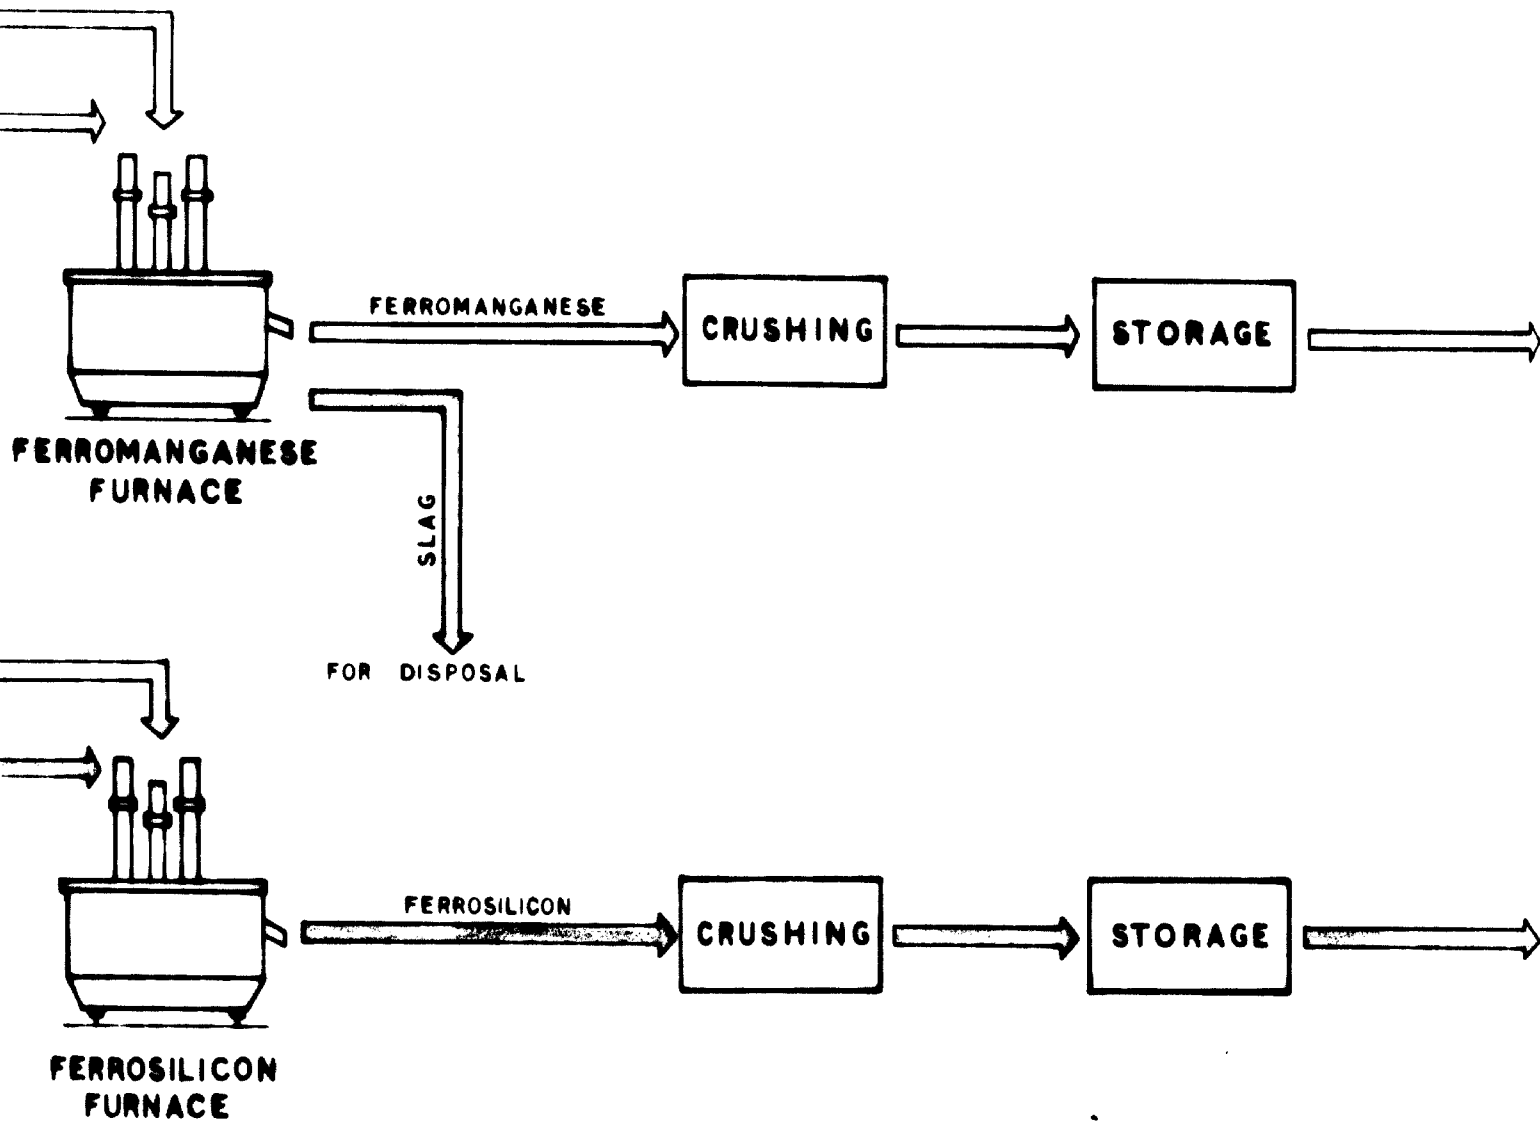 FERROMANGANESE
CRUSHING
STORAGE
FERROMANGANESE
FURNACE
SLAG
FOR DISPOSAL
FERROSILICON
CRUSHING
STORAGE
FERROSILICON
FURNACE